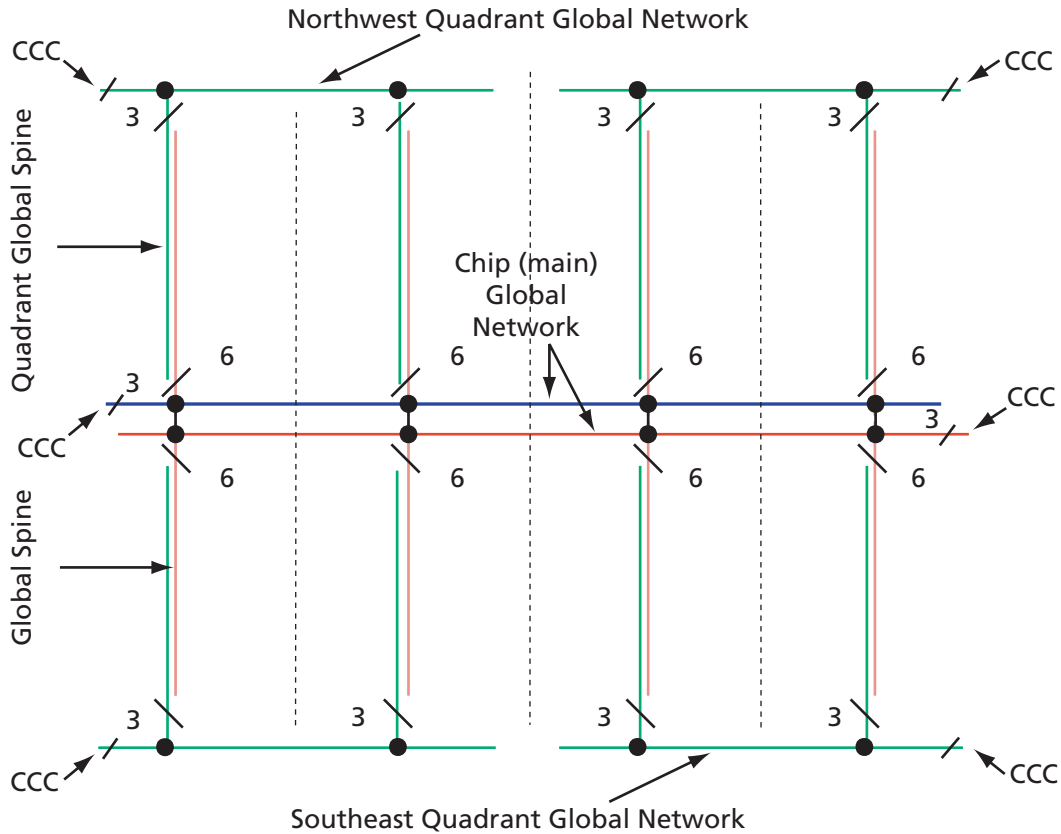 Northwest Quadrant Global Network
CCC
CCC
3
3
3
3
Quadrant Global Spine
Chip (main)
Global
Network
6
6
6
6
3
CCC
3
CCC
6
6
6
6
Global Spine
3
3
3
3
CCC
CCC
Southeast Quadrant Global Network